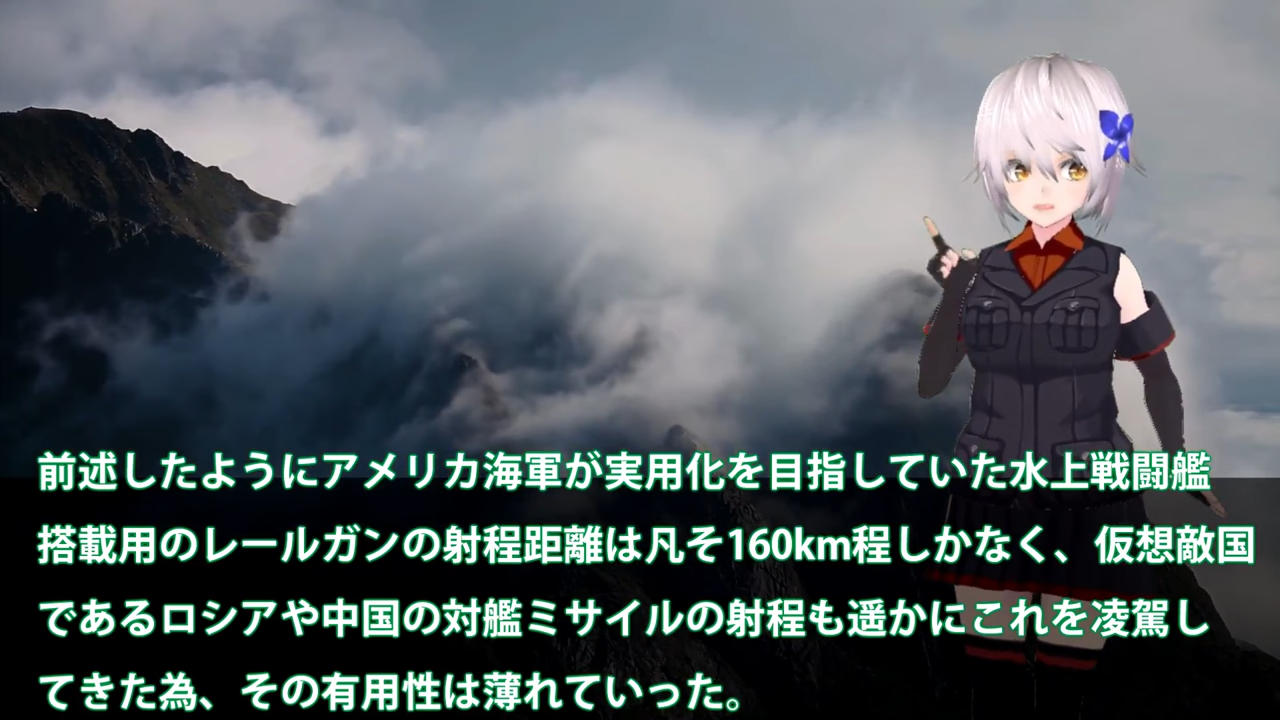 前述したようにアメリカ海軍が実用化を目指していた水上戦闘艦
搭載用のレールガンの射程距離は凡そ160km程しかなく、仮想敵国
であるロシアや中国の対艦ミサイルの射程も遥かにこれを凌駕し
てきた為、その有用性は薄れていった。